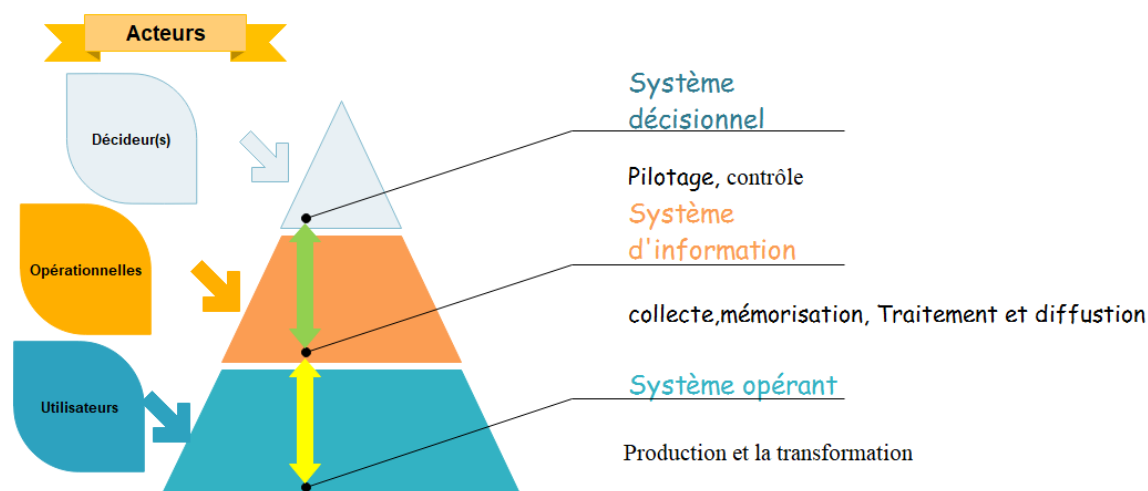 Acteurs
Décideur(s)
Opérationnelles
Utilisateurs
Système
décisionnel
Pilotage, contrôle
Système
d'information
collecte,mémorisation, Traitement et diffustion
Système opérant
Production et la transformation